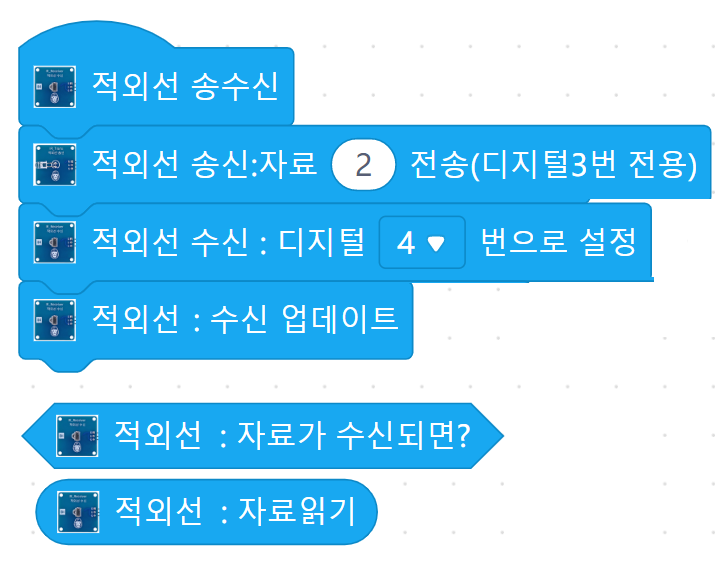 적외선 송수신
적외선 송신:자료 2 전송(디지털3번 전용)
적외선 수신 : 디지털 4 번으로 설정
적외선 : 수신 업데이트
적외선 : 자료가 수신되면?
적외선 : 자료읽기